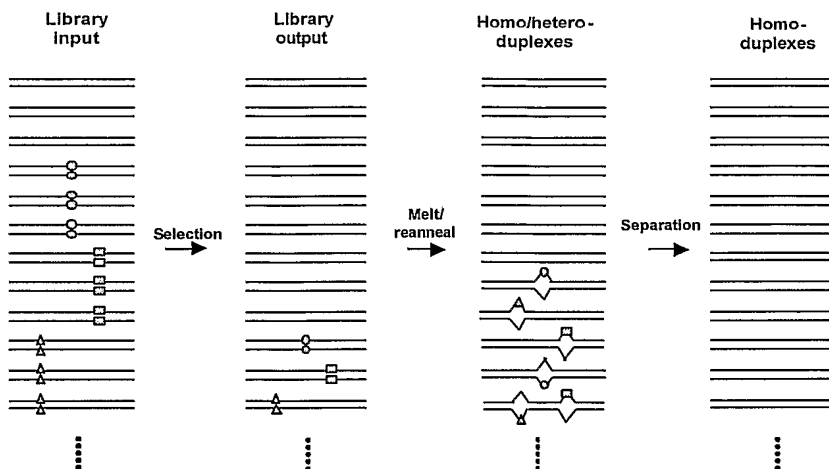 Library
input
Library
output
Homo/hetero-
duplexes
Homo-
duplexes
Selection
Melt/
reanneal
Separation